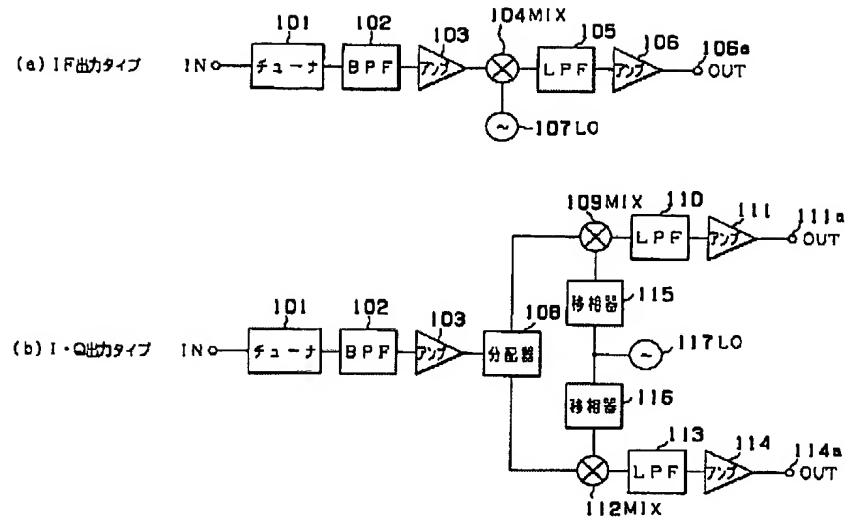 101 102 103 104MIX 105 106 106a
(a) IF出力タイプ IN チューナ BPF アンプ LPF アンプ OUT
~ 107LO
109MIX 110 111 111a
LPF アンプ OUT
移相器 115
101 102 103 108
(b) I・Q出力タイプ IN チューナ BPF アンプ 分配器 ~ 117LO
移相器 116
113 114 114a
LPF アンプ OUT
112MIX